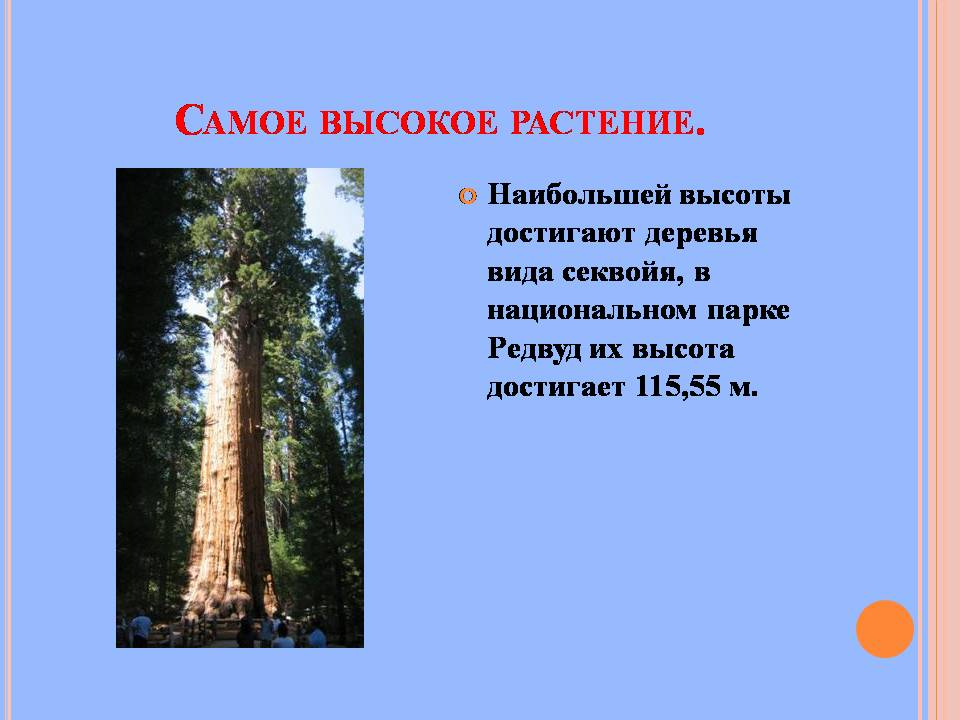 Самое высокое растение.
Наибольшей высоты
достигают деревья
вида секвойя, в
национальном парке
Редвуд их высота
достигает 115,55 м.